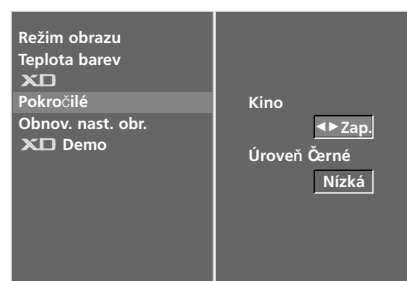 Režim obrazu
Teplota barev
XD
Pokročilé
Obnov. nast. obr.
XD Demo
Kino
◄► Zap.
Úroveň Černé
Nízká